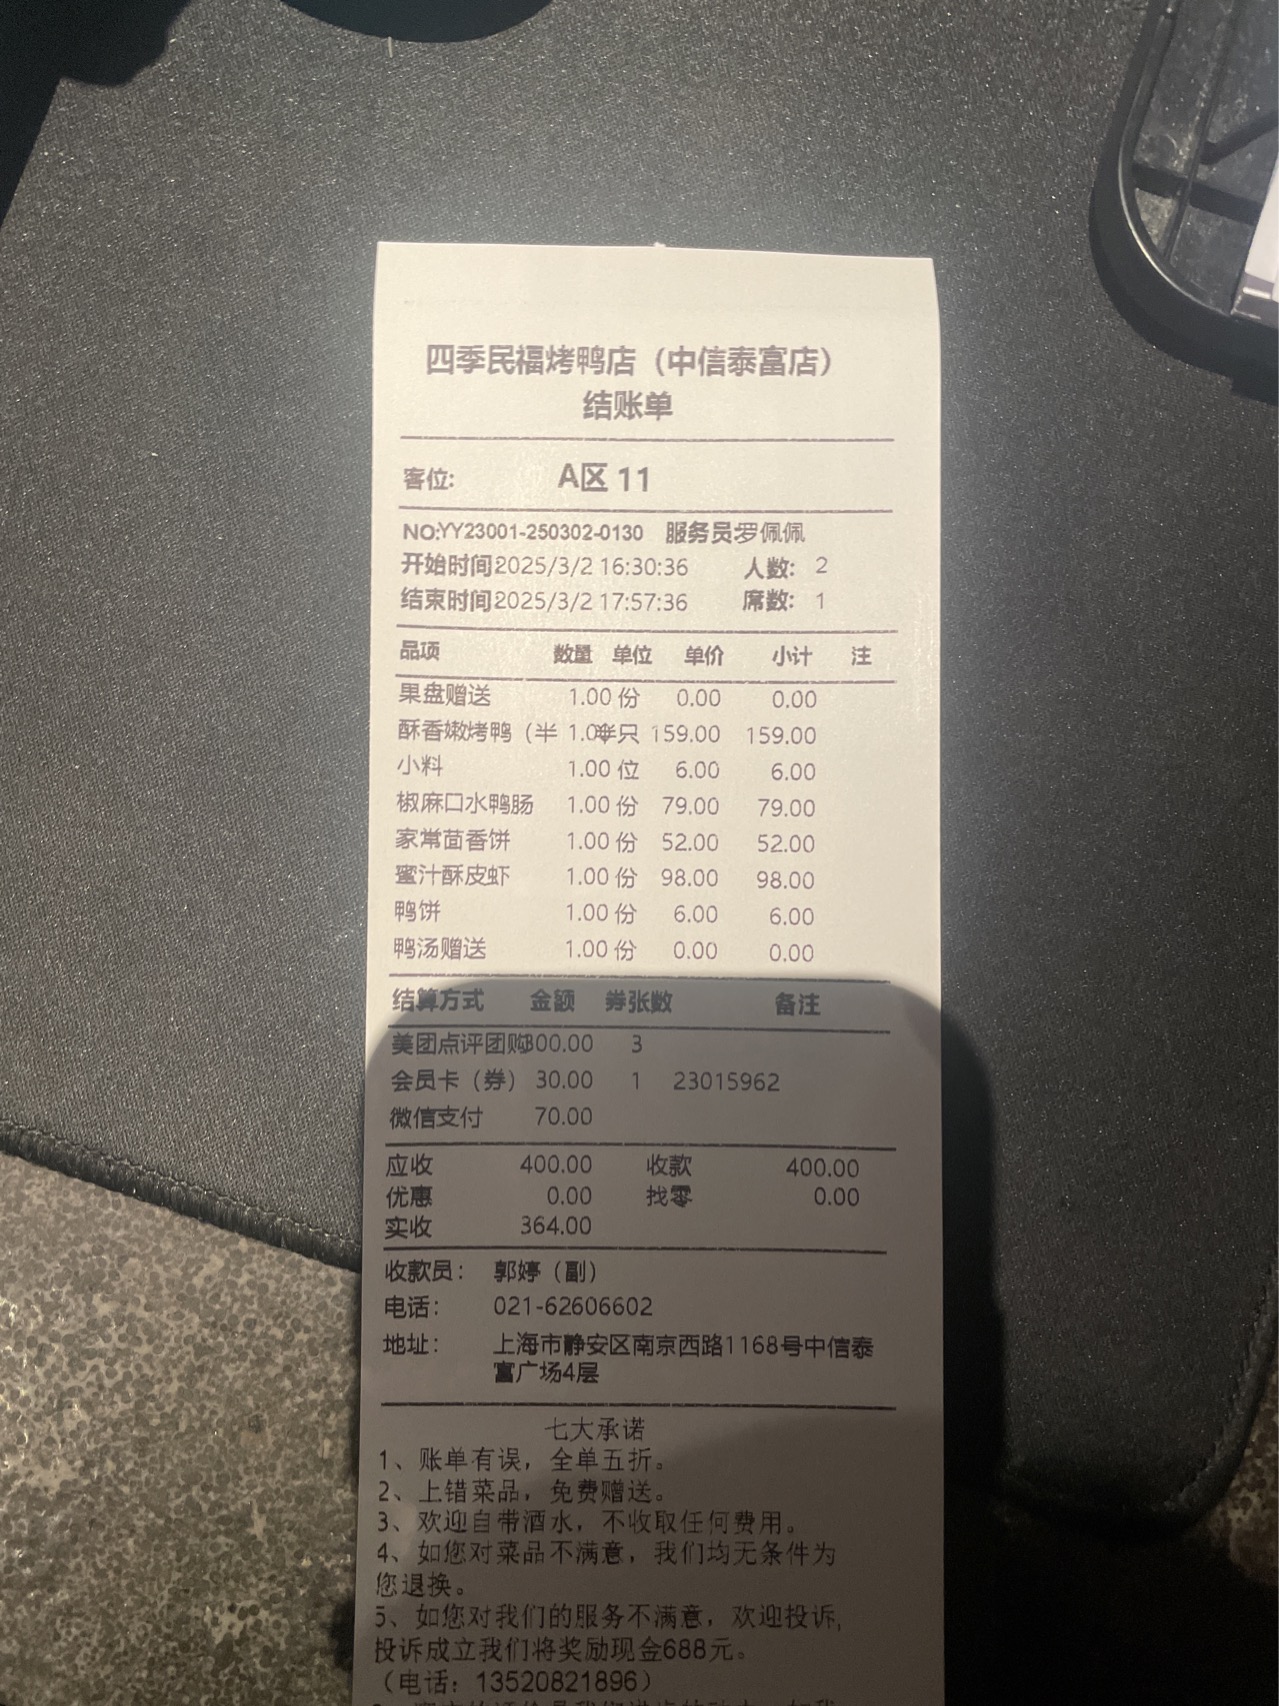 四季民福烤鸭店（中信泰富店）
结账单
客位: A区 11
NO:YY23001-250302-0130 服务员:罗佩佩
开始时间2025/3/2 16:30:36 人数: 2
结束时间2025/3/2 17:57:36 席数: 1
品项 数量 单位 单价 小计 注
果盘赠送 1.00 份 0.00 0.00
酥香嫩烤鸭（半 1.00半只 159.00 159.00
小料 1.00 位 6.00 6.00
椒麻口水鸭肠 1.00 份 79.00 79.00
家常茴香饼 1.00 份 52.00 52.00
蜜汁酥皮虾 1.00 份 98.00 98.00
鸭饼 1.00 份 6.00 6.00
鸭汤赠送 1.00 份 0.00 0.00
结算方式 金额 券张数 备注
美团点评团购300.00 3
会员卡（券） 30.00 1 23015962
微信支付 70.00
应收 400.00 收款 400.00
优惠 0.00 找零 0.00
实收 364.00
收款员: 郭婷（副）
电话: 021-62606602
地址: 上海市静安区南京西路1168号中信泰
富广场4层
七大承诺
1、账单有误，全单五折。
2、上错菜品，免费赠送。
3、欢迎自带酒水，不收取任何费用。
4、如您对菜品不满意，我们均无条件为
您退换。
5、如您对我们的服务不满意，欢迎投诉,
投诉成立我们将奖励现金688元。
（电话：13520821896）